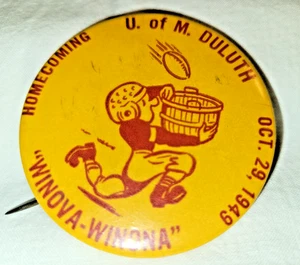 HOMECOMING U. of M. DULUTH OCT. 29, 1949
"WINOVA-WINONA"